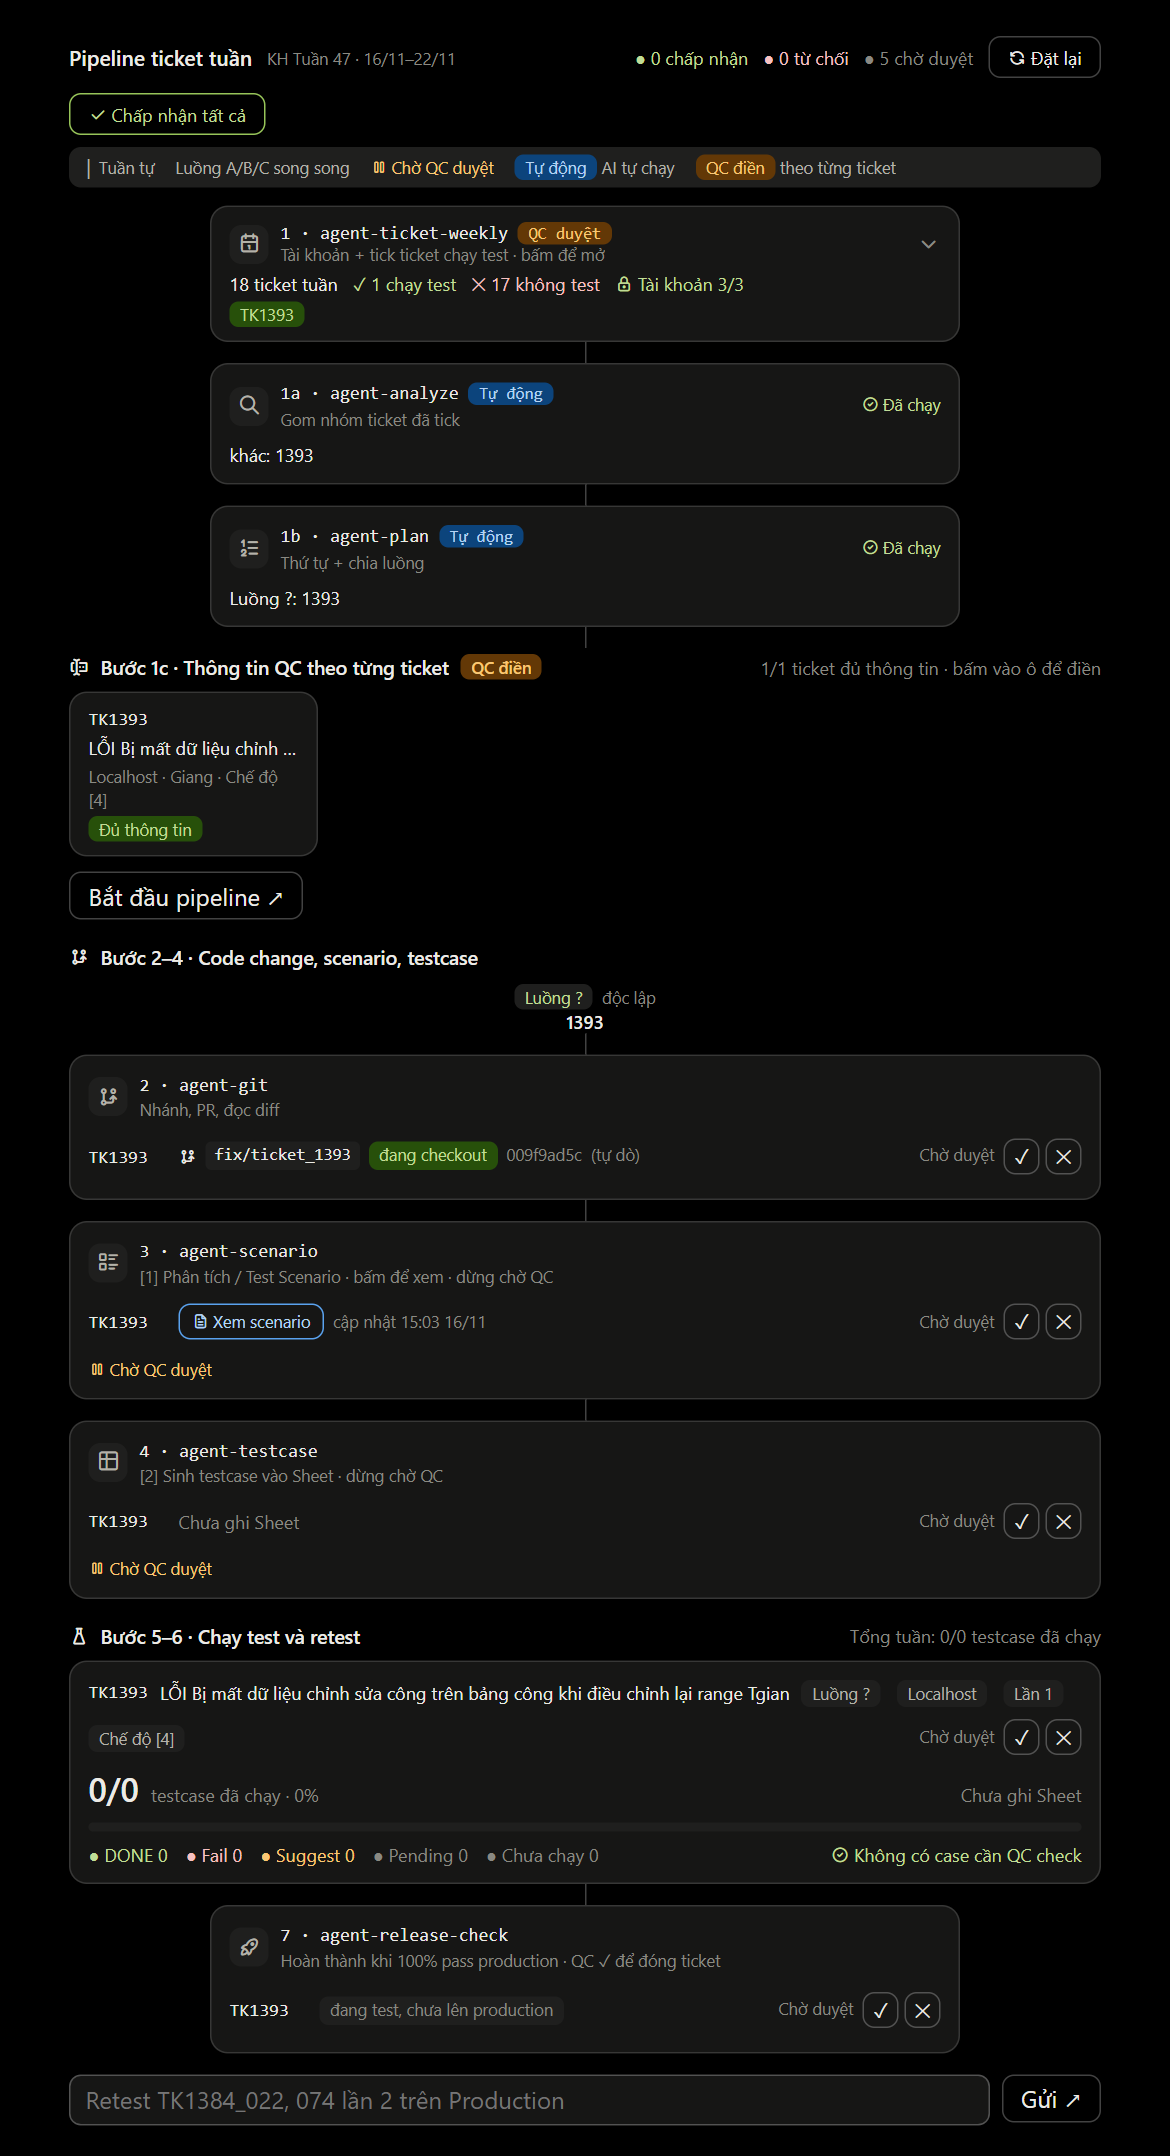 Pipeline ticket tuần KH Tuần 47 · 16/11–22/11 0 chấp nhận 0 từ chối 5 chờ duyệt Đặt lại
Chấp nhận tất cả
Tuần tự Luồng A/B/C song song Chờ QC duyệt Tự động AI tự chạy QC điền theo từng ticket
1 · agent-ticket-weekly QC duyệt
Tài khoản + tick ticket chạy test · bấm để mở
18 ticket tuần ✓ 1 chạy test ✕ 17 không test Tài khoản 3/3
TK1393
1a · agent-analyze Tự động
Gom nhóm ticket đã tick
Đã chạy
khác: 1393
1b · agent-plan Tự động
Thứ tự + chia luồng
Đã chạy
Luồng ?: 1393
Bước 1c · Thông tin QC theo từng ticket QC điền 1/1 ticket đủ thông tin · bấm vào ô để điền
TK1393
LỖI Bị mất dữ liệu chỉnh ...
Localhost · Giang · Chế độ
[4]
Đủ thông tin
Bắt đầu pipeline ↗
Bước 2–4 · Code change, scenario, testcase
Luồng ? độc lập
1393
2 · agent-git
Nhánh, PR, đọc diff
TK1393 fix/ticket_1393 đang checkout 009f9ad5c (tự dò) Chờ duyệt ✓ ✕
3 · agent-scenario
[1] Phân tích / Test Scenario · bấm để xem · dừng chờ QC
TK1393 Xem scenario cập nhật 15:03 16/11 Chờ duyệt ✓ ✕
Chờ QC duyệt
4 · agent-testcase
[2] Sinh testcase vào Sheet · dừng chờ QC
TK1393 Chưa ghi Sheet Chờ duyệt ✓ ✕
Chờ QC duyệt
Bước 5–6 · Chạy test và retest Tổng tuần: 0/0 testcase đã chạy
TK1393 LỖI Bị mất dữ liệu chỉnh sửa công trên bảng công khi điều chỉnh lại range Tgian Luồng ? Localhost Lần 1
Chế độ [4] Chờ duyệt ✓ ✕
0/0 testcase đã chạy · 0% Chưa ghi Sheet
DONE 0 Fail 0 Suggest 0 Pending 0 Chưa chạy 0 Không có case cần QC check
7 · agent-release-check
Hoàn thành khi 100% pass production · QC ✓ để đóng ticket
TK1393 đang test, chưa lên production Chờ duyệt ✓ ✕
Retest TK1384_022, 074 lần 2 trên Production Gửi ↗